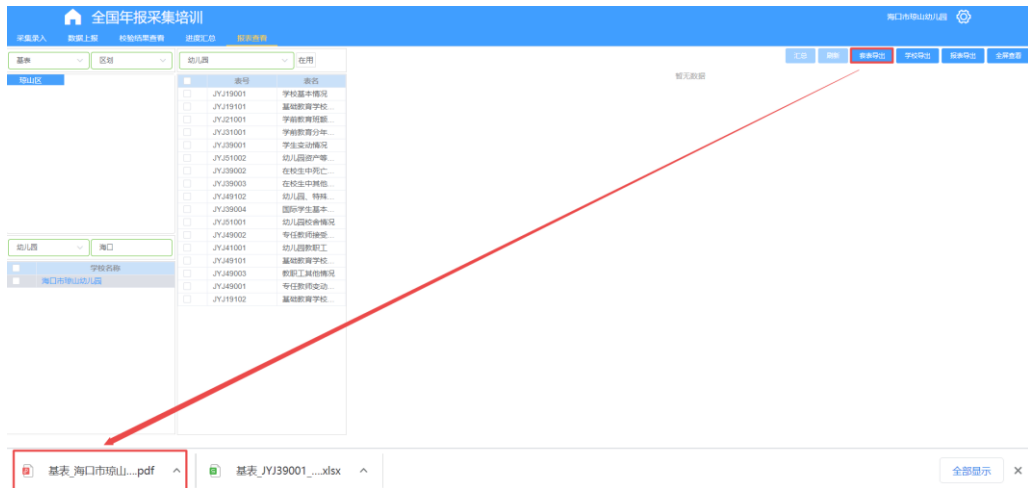 全国年报采集培训
海口市琼山幼儿园
采集录入 数据上报 校验结果查看 进度汇总 报表查看
基表 区划 幼儿园 在用
汇总 刷新 套表导出 学校导出 报表导出 全屏查看
琼山区
暂无数据
表号 表名
JYJ19001 学校基本情况
JYJ19101 基础教育学校...
JYJ21001 学前教育班额...
JYJ31001 学前教育分年...
JYJ39001 学生变动情况
JYJ51002 幼儿园资产等...
JYJ39002 在校生中死亡...
JYJ39003 在校生中其他...
JYJ49102 幼儿园、特殊...
JYJ39004 国际学生基本...
JYJ51001 幼儿园校舍情况
JYJ49002 专任教师接受...
JYJ41001 幼儿园教职工
JYJ49101 基础教育学校...
JYJ49003 教职工其他情况
JYJ49001 专任教师变动...
JYJ19102 基础教育学校...
幼儿园 海口
学校名称
海口市琼山幼儿园
基表_海口市琼山....pdf
基表_JYJ39001_....xlsx
全部显示